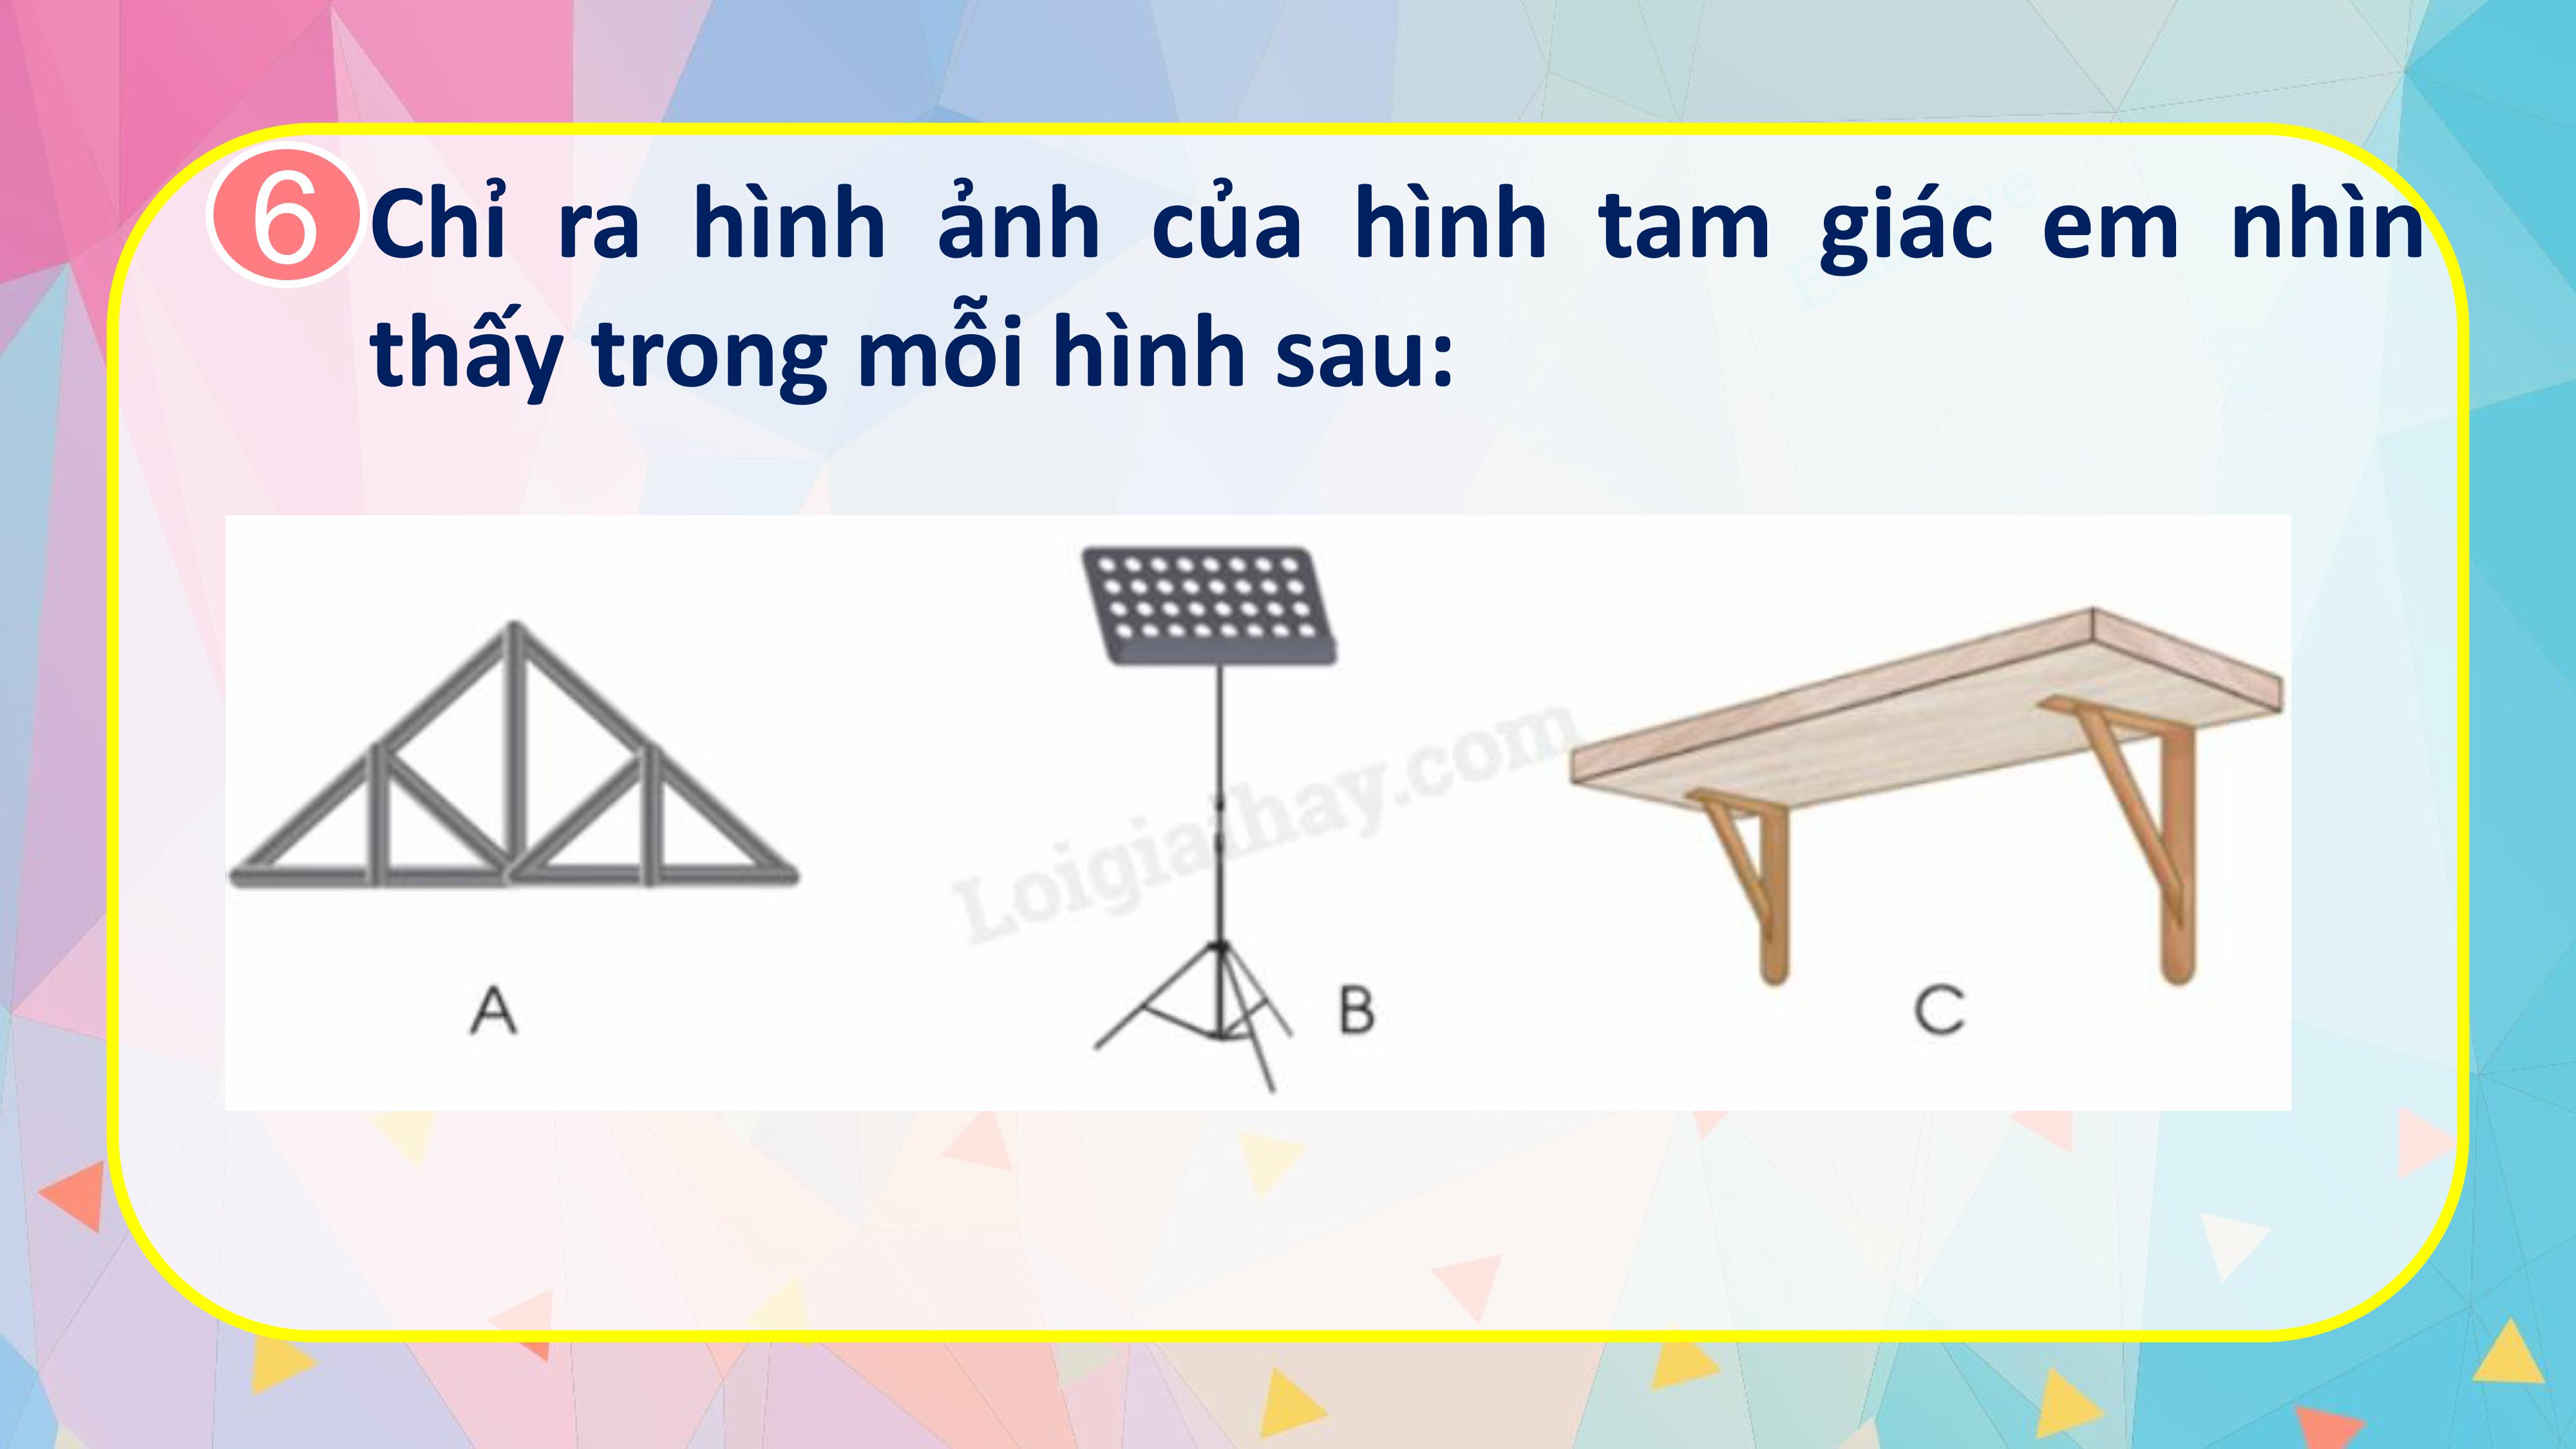 6
Chỉ ra hình ảnh của hình tam giác em nhìn
thấy trong mỗi hình sau:
Loigiaihay.com
A
B
C